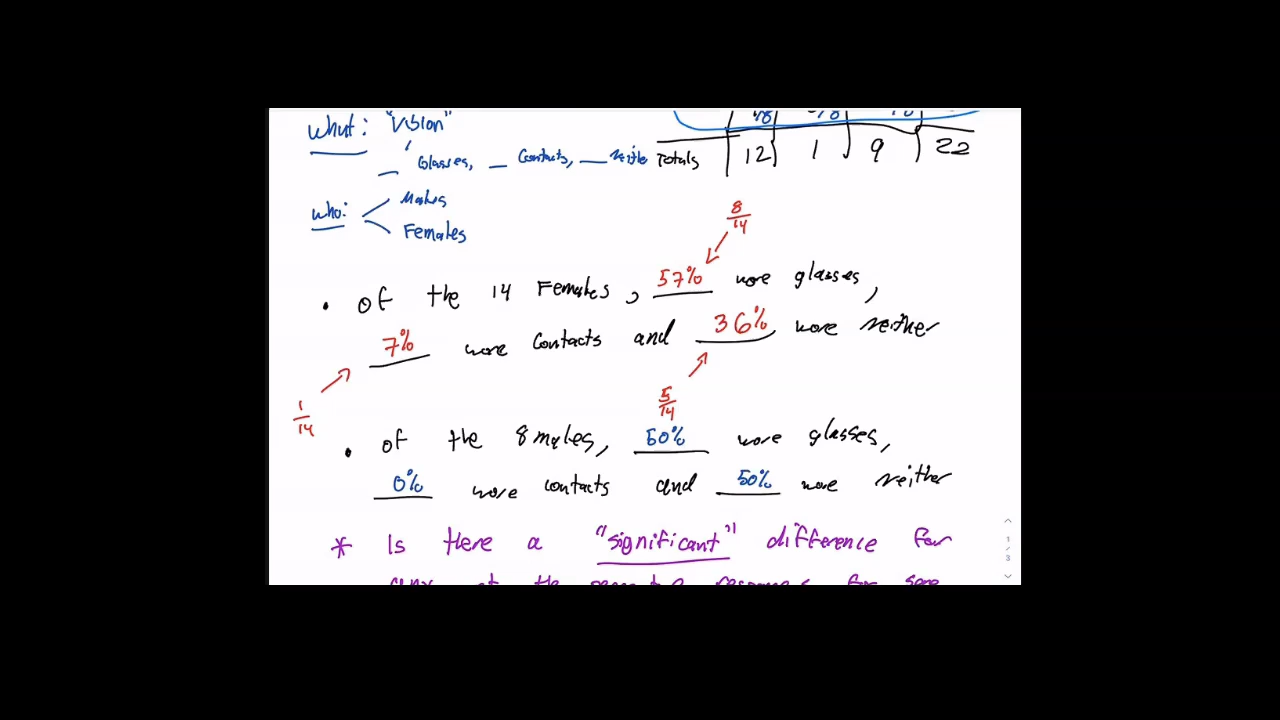 what: "Vision"
Glasses, Contacts, neither
Totals 12 1 9 22
who: Males
Females
8/14
• of the 14 Females, 57% wore glasses,
7% wore contacts and 36% wore neither
1/14
5/14
• of the 8 males, 50% wore glasses,
0% wore contacts and 50% wore neither
* Is there a "significant" difference for
1
3